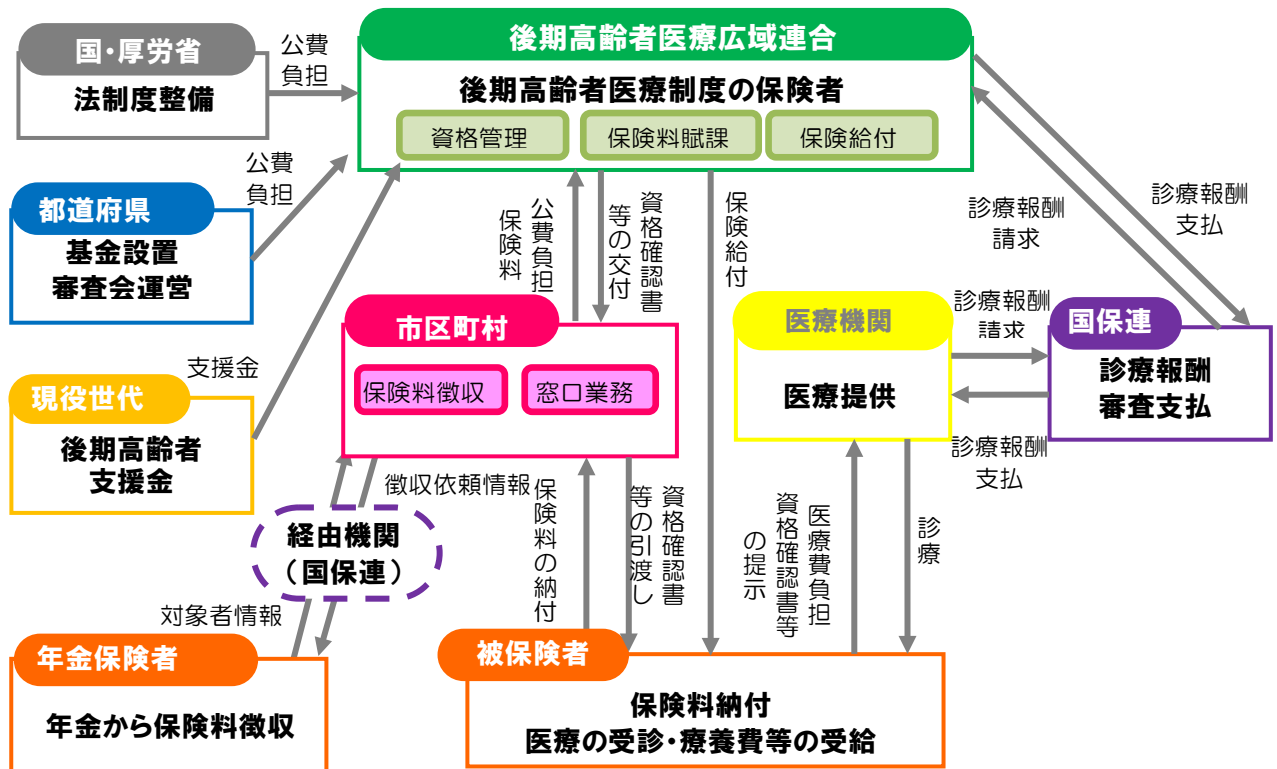 国・厚労省
法制度整備
公費
負担
後期高齢者医療広域連合
後期高齢者医療制度の保険者
資格管理
保険料賦課
保険給付
都道府県
基金設置
審査会運営
公費
負担
現役世代
後期高齢者
支援金
支援金
公費負担
保険料
資格確認書
等の交付
保険給付
診療報酬
請求
診療報酬
支払
市区町村
保険料徴収
窓口業務
医療機関
医療提供
診療報酬
請求
診療報酬
支払
国保連
診療報酬
審査支払
徴収依頼情報
経由機関
（国保連）
対象者情報
保険料の納付
資格確認書
等の引渡し
医療費負担
資格確認書等
の提示
診療
年金保険者
年金から保険料徴収
被保険者
保険料納付
医療の受診・療養費等の受給